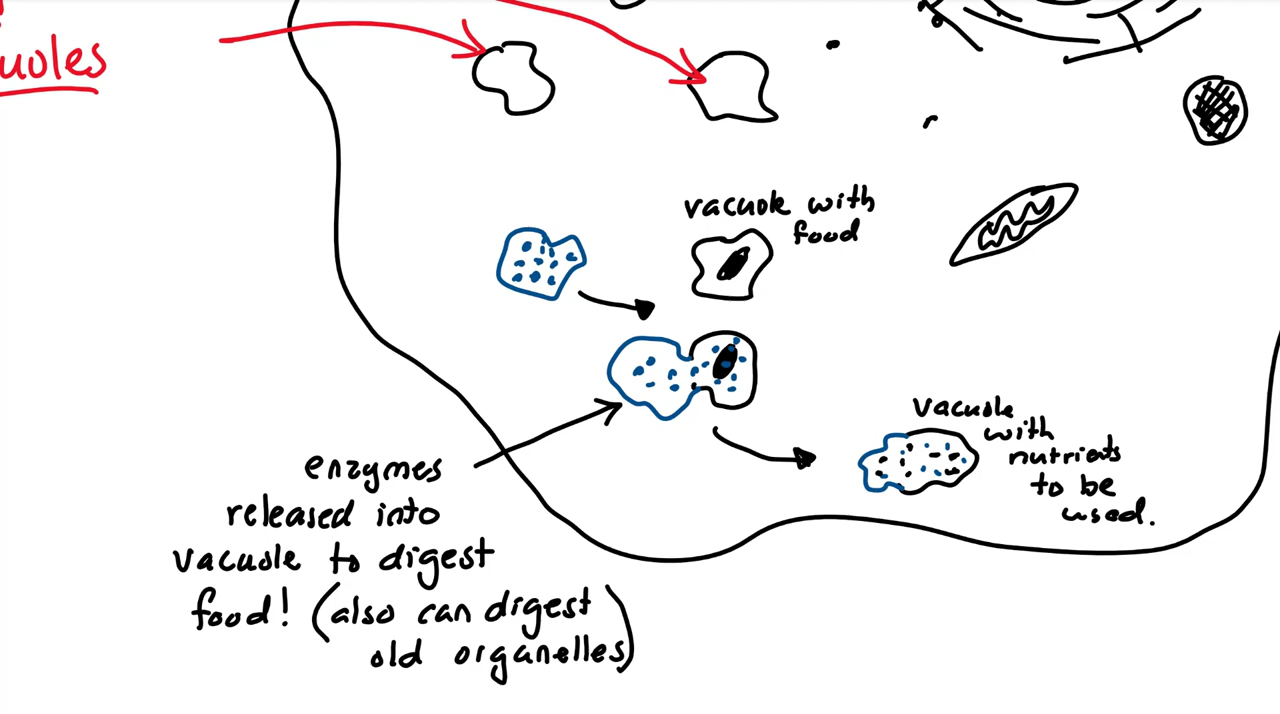 uoles
vacuole with
food
vacuole
with
nutrients
to be
used.
enzymes
released into
vacuole to digest
food! (also can digest
old organelles)